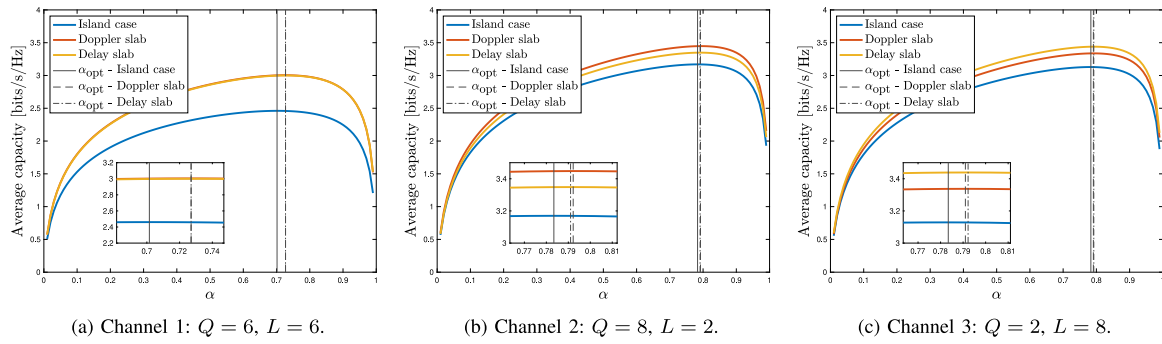 Average capacity [bits/s/Hz]
4
3.5
3
2.5
2
1.5
1
0.5
0
Island case
Doppler slab
Delay slab
αopt - Island case
αopt - Doppler slab
αopt - Delay slab
3.2
3
2.8
2.6
2.4
2.2
0.7 0.72 0.74
0 0.1 0.2 0.3 0.4 0.5 0.6 0.7 0.8 0.9 1
α
(a) Channel 1: Q = 6, L = 6.
Average capacity [bits/s/Hz]
4
3.5
3
2.5
2
1.5
1
0.5
0
Island case
Doppler slab
Delay slab
αopt - Island case
αopt - Doppler slab
αopt - Delay slab
3.4
3.2
3
0.77 0.78 0.79 0.8 0.81
0 0.1 0.2 0.3 0.4 0.5 0.6 0.7 0.8 0.9 1
α
(b) Channel 2: Q = 8, L = 2.
Average capacity [bits/s/Hz]
4
3.5
3
2.5
2
1.5
1
0.5
0
Island case
Doppler slab
Delay slab
αopt - Island case
αopt - Doppler slab
αopt - Delay slab
3.4
3.2
3
0.77 0.78 0.79 0.8 0.81
0 0.1 0.2 0.3 0.4 0.5 0.6 0.7 0.8 0.9 1
α
(c) Channel 3: Q = 2, L = 8.